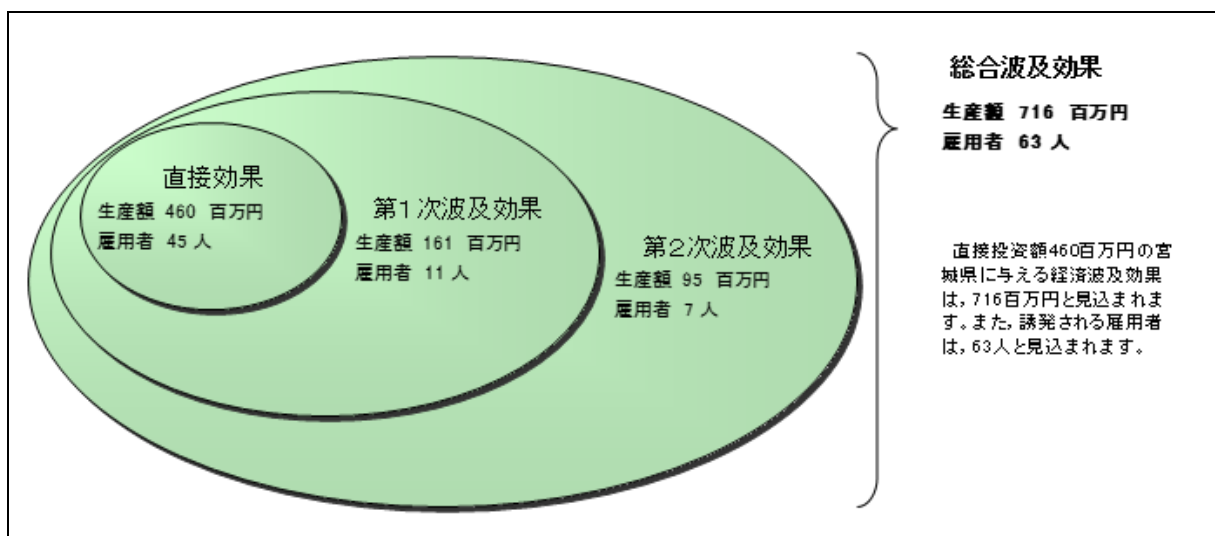 直接効果
生産額 460 百万円
雇用者 45 人
第1次波及効果
生産額 161 百万円
雇用者 11 人
第2次波及効果
生産額 95 百万円
雇用者 7 人
総合波及効果
生産額 716 百万円
雇用者 63 人
直接投資額460百万円の宮
城県に与える経済波及効果
は，716百万円と見込まれま
す。また，誘発される雇用者
は，63人と見込まれます。